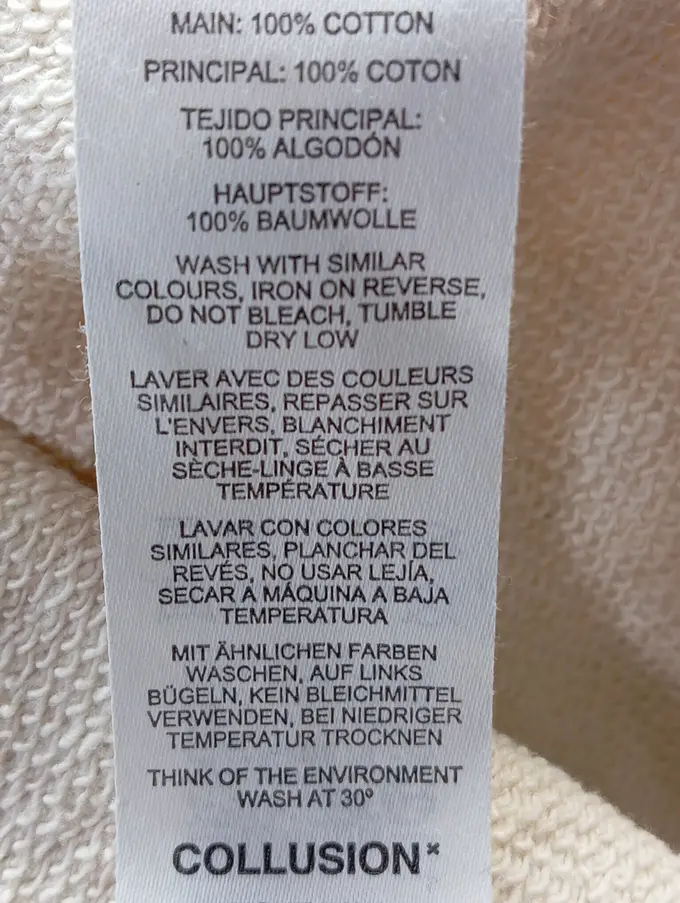 MAIN: 100% COTTON
PRINCIPAL: 100% COTON
TEJIDO PRINCIPAL:
100% ALGODÓN
HAUPTSTOFF:
100% BAUMWOLLE
WASH WITH SIMILAR
COLOURS, IRON ON REVERSE,
DO NOT BLEACH, TUMBLE
DRY LOW
LAVER AVEC DES COULEURS
SIMILAIRES, REPASSER SUR
L'ENVERS, BLANCHIMENT
INTERDIT, SÉCHER AU
SÈCHE-LINGE À BASSE
TEMPÉRATURE
LAVAR CON COLORES
SIMILARES, PLANCHAR DEL
REVÉS, NO USAR LEJÍA,
SECAR A MÁQUINA A BAJA
TEMPERATURA
MIT ÄHNLICHEN FARBEN
WASCHEN, AUF LINKS
BÜGELN, KEIN BLEICHMITTEL
VERWENDEN, BEI NIEDRIGER
TEMPERATUR TROCKNEN
THINK OF THE ENVIRONMENT
WASH AT 30º
COLLUSION×